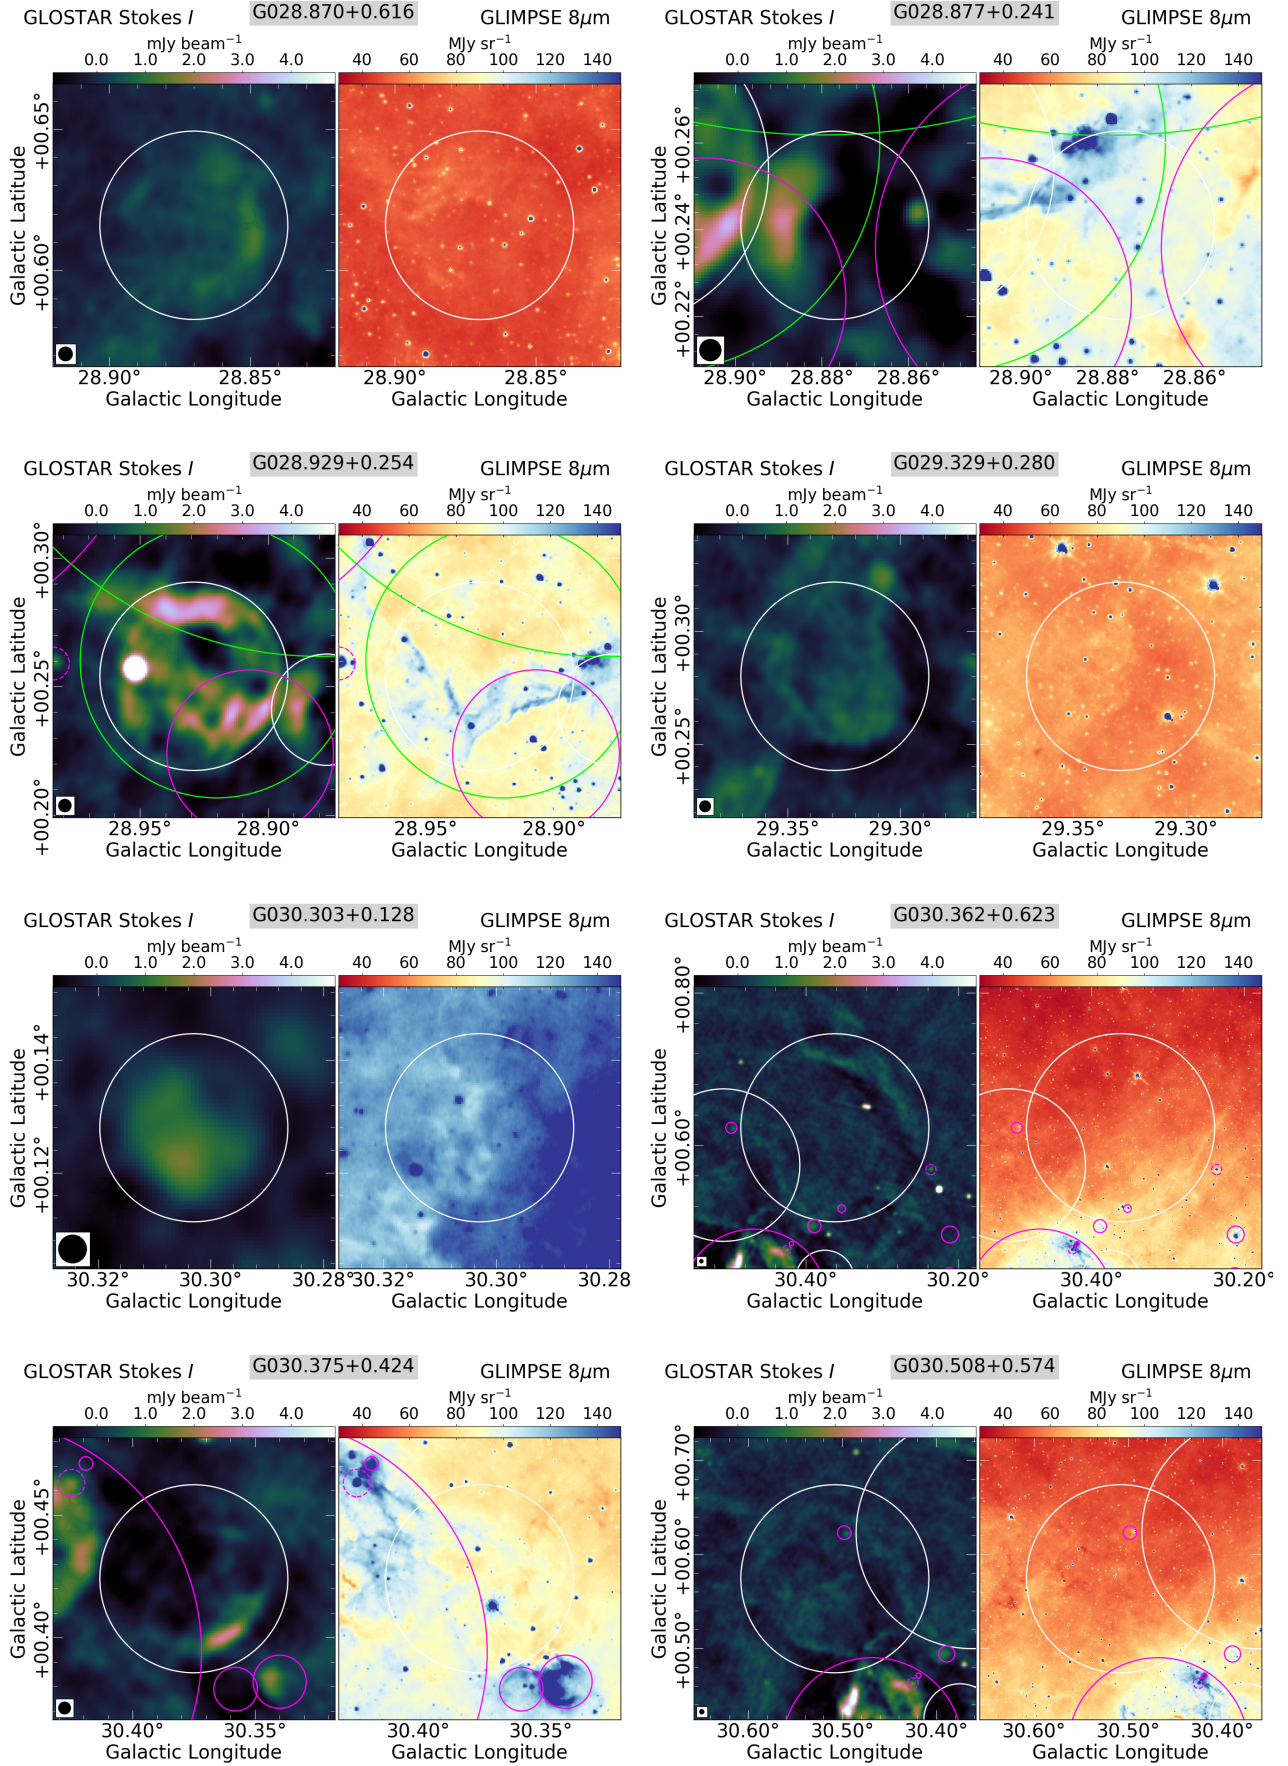 GLOSTAR Stokes I G028.870+0.616 GLIMPSE 8μm
mJy beam⁻¹ MJy sr⁻¹
0.0 1.0 2.0 3.0 4.0 40 60 80 100 120 140
Galactic Latitude
+00.65°
+00.60°
28.90° 28.85° 28.90° 28.85°
Galactic Longitude Galactic Longitude
GLOSTAR Stokes I G028.877+0.241 GLIMPSE 8μm
mJy beam⁻¹ MJy sr⁻¹
0.0 1.0 2.0 3.0 4.0 40 60 80 100 120 140
Galactic Latitude
+00.26°
+00.24°
+00.22°
28.90° 28.88° 28.86° 28.90° 28.88° 28.86°
Galactic Longitude Galactic Longitude
GLOSTAR Stokes I G028.929+0.254 GLIMPSE 8μm
mJy beam⁻¹ MJy sr⁻¹
0.0 1.0 2.0 3.0 4.0 40 60 80 100 120 140
Galactic Latitude
+00.30°
+00.25°
+00.20°
28.95° 28.90° 28.95° 28.90°
Galactic Longitude Galactic Longitude
GLOSTAR Stokes I G029.329+0.280 GLIMPSE 8μm
mJy beam⁻¹ MJy sr⁻¹
0.0 1.0 2.0 3.0 4.0 40 60 80 100 120 140
Galactic Latitude
+00.30°
+00.25°
29.35° 29.30° 29.35° 29.30°
Galactic Longitude Galactic Longitude
GLOSTAR Stokes I G030.303+0.128 GLIMPSE 8μm
mJy beam⁻¹ MJy sr⁻¹
0.0 1.0 2.0 3.0 4.0 40 60 80 100 120 140
Galactic Latitude
+00.14°
+00.12°
30.32° 30.30° 30.28° 30.32° 30.30° 30.28°
Galactic Longitude Galactic Longitude
GLOSTAR Stokes I G030.362+0.623 GLIMPSE 8μm
mJy beam⁻¹ MJy sr⁻¹
0.0 1.0 2.0 3.0 4.0 40 60 80 100 120 140
Galactic Latitude
+00.80°
+00.60°
30.40° 30.20° 30.40° 30.20°
Galactic Longitude Galactic Longitude
GLOSTAR Stokes I G030.375+0.424 GLIMPSE 8μm
mJy beam⁻¹ MJy sr⁻¹
0.0 1.0 2.0 3.0 4.0 40 60 80 100 120 140
Galactic Latitude
+00.45°
+00.40°
30.40° 30.35° 30.40° 30.35°
Galactic Longitude Galactic Longitude
GLOSTAR Stokes I G030.508+0.574 GLIMPSE 8μm
mJy beam⁻¹ MJy sr⁻¹
0.0 1.0 2.0 3.0 4.0 40 60 80 100 120 140
Galactic Latitude
+00.70°
+00.60°
+00.50°
30.60° 30.50° 30.40° 30.60° 30.50° 30.40°
Galactic Longitude Galactic Longitude